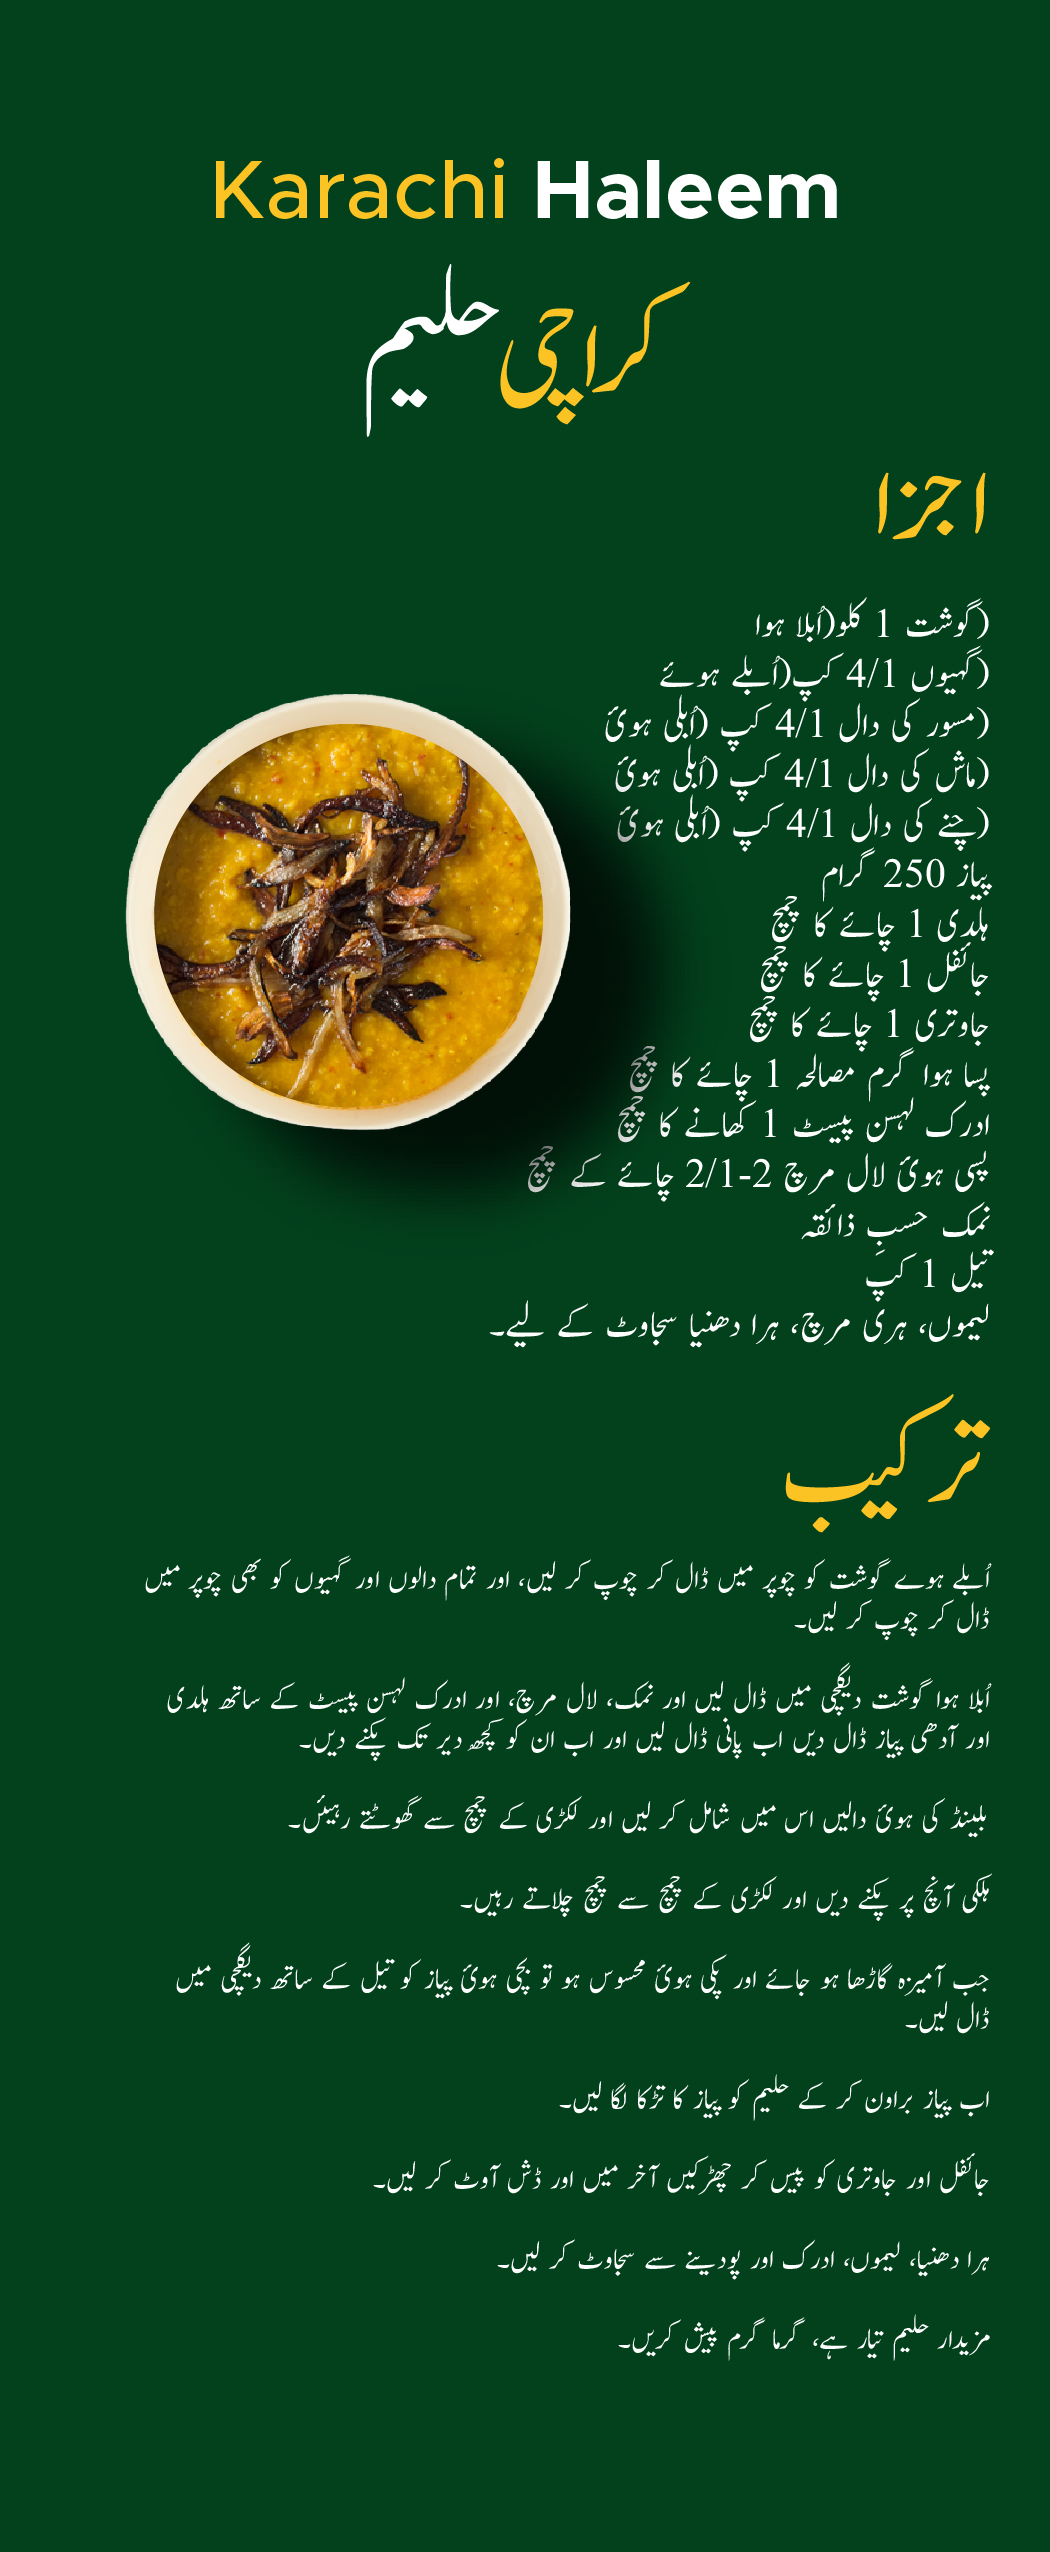 Karachi Haleem
کراچی حلیم
اجزا
(گوشت 1 کلو(اُبلا ہوا
(گہیوں 4/1 کپ(اُبلے ہوئے
(مسور کی دال 4/1 کپ (اُبلی ہوئ
(ماش کی دال 4/1 کپ (اُبلی ہوئ
(چنے کی دال 4/1 کپ (اُبلی ہوئ
پیاز 250 گرام
ہلدی 1 چائے کا چمچ
جائفل 1 چائے کا چمچ
جاوتری 1 چائے کا چمچ
پسا ہوا گرم مصالحہ 1 چائے کا چمچ
ادرک لہسن پیسٹ 1 کھانے کا چمچ
پسی ہوئ لال مرچ 2/1-2 چائے کے چمچ
نمک حسبِ ذائقہ
تیل 1 کپ
لیموں، ہری مرچ، ہرا دھنیا سجاوٹ کے لیے۔
ترکیب
اُبلے ہوے گوشت کو چوپر میں ڈال کر چوپ کر لیں، اور تمام دالوں اور گہیوں کو بھی چوپر میں
ڈال کر چوپ کر لیں۔
اُبلا ہوا گوشت دیگچی میں ڈال لیں اور نمک، لال مرچ، اور ادرک لہسن پیسٹ کے ساتھ ہلدی
اور آدھی پیاز ڈال دیں اب پانی ڈال لیں اور اب ان کو کچھ دیر تک پکنے دیں۔
بلینڈ کی ہوئ دالیں اس میں شامل کر لیں اور لکڑی کے چمچ سے گھوٹتے رہیئں۔
ہلکی آنچ پر پکنے دیں اور لکڑی کے چمچ سے چمچ چلاتے رہیں۔
جب آمیزہ گاڑھا ہو جائے اور پکی ہوئ محسوس ہو تو بچی ہوئ پیاز کو تیل کے ساتھ دیگچی میں
ڈال لیں۔
اب پیاز براون کر کے حلیم کو پیاز کا تڑکا لگا لیں۔
جائفل اور جاوتری کو پیس کر چھڑکیں آخر میں اور ڈش آوٹ کر لیں۔
ہرا دھنیا، لیموں، ادرک اور پودینے سے سجاوٹ کر لیں۔
مزیدار حلیم تیار ہے، گرما گرم پیش کریں۔